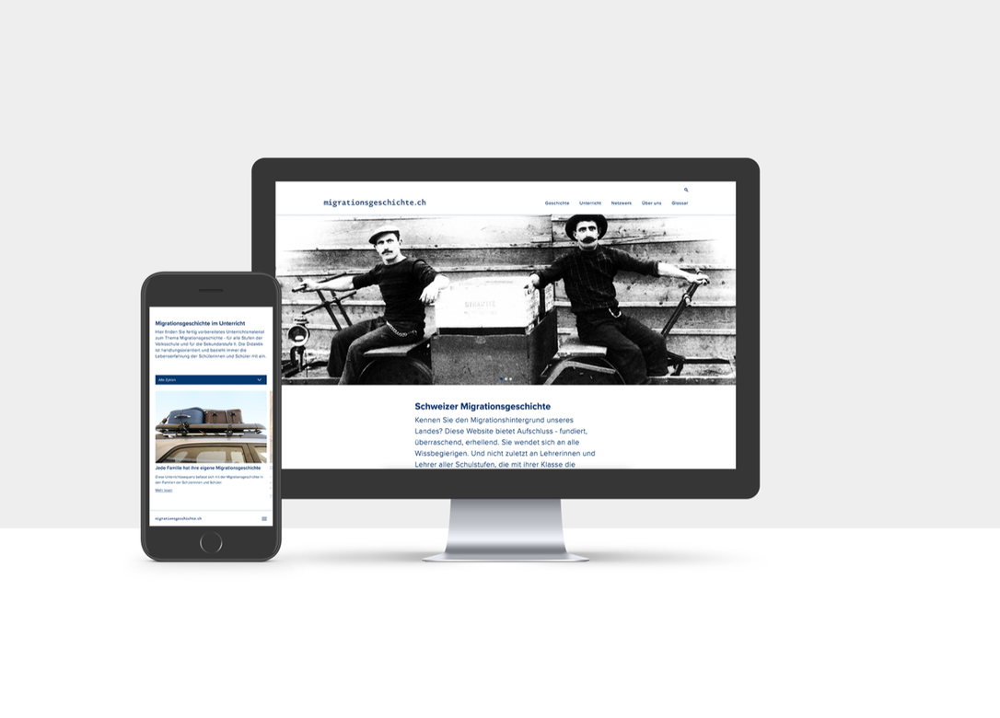 migrationsgeschichte.ch
Geschichte Unterricht Netzwerk Über uns Glossar
Schweizer Migrationsgeschichte
Kennen Sie den Migrationshintergrund unseres
Landes? Diese Website bietet Aufschluss - fundiert,
überraschend, erhellend. Sie wendet sich an alle
Wissbegierigen. Und nicht zuletzt an Lehrerinnen und
Lehrer aller Schulstufen, die mit ihrer Klasse die
Migrationsgeschichte im Unterricht
Hier finden Sie fertig vorbereitetes Unterrichtsmaterial
zum Thema Migrationsgeschichte - für alle Stufen der
Volksschule und für die Sekundarstufe II. Die Didaktik
ist handlungsorientiert und bezieht immer die
Lebenserfahrung der Schülerinnen und Schüler mit ein.
Alle Zyklen
Jede Familie hat ihre eigene Migrationsgeschichte
Diese Unterrichtssequenz befasst sich mit der Migrationsgeschichte in
den Familien der Schülerinnen und Schüler.
Mehr lesen
migrationsgeschichte.ch